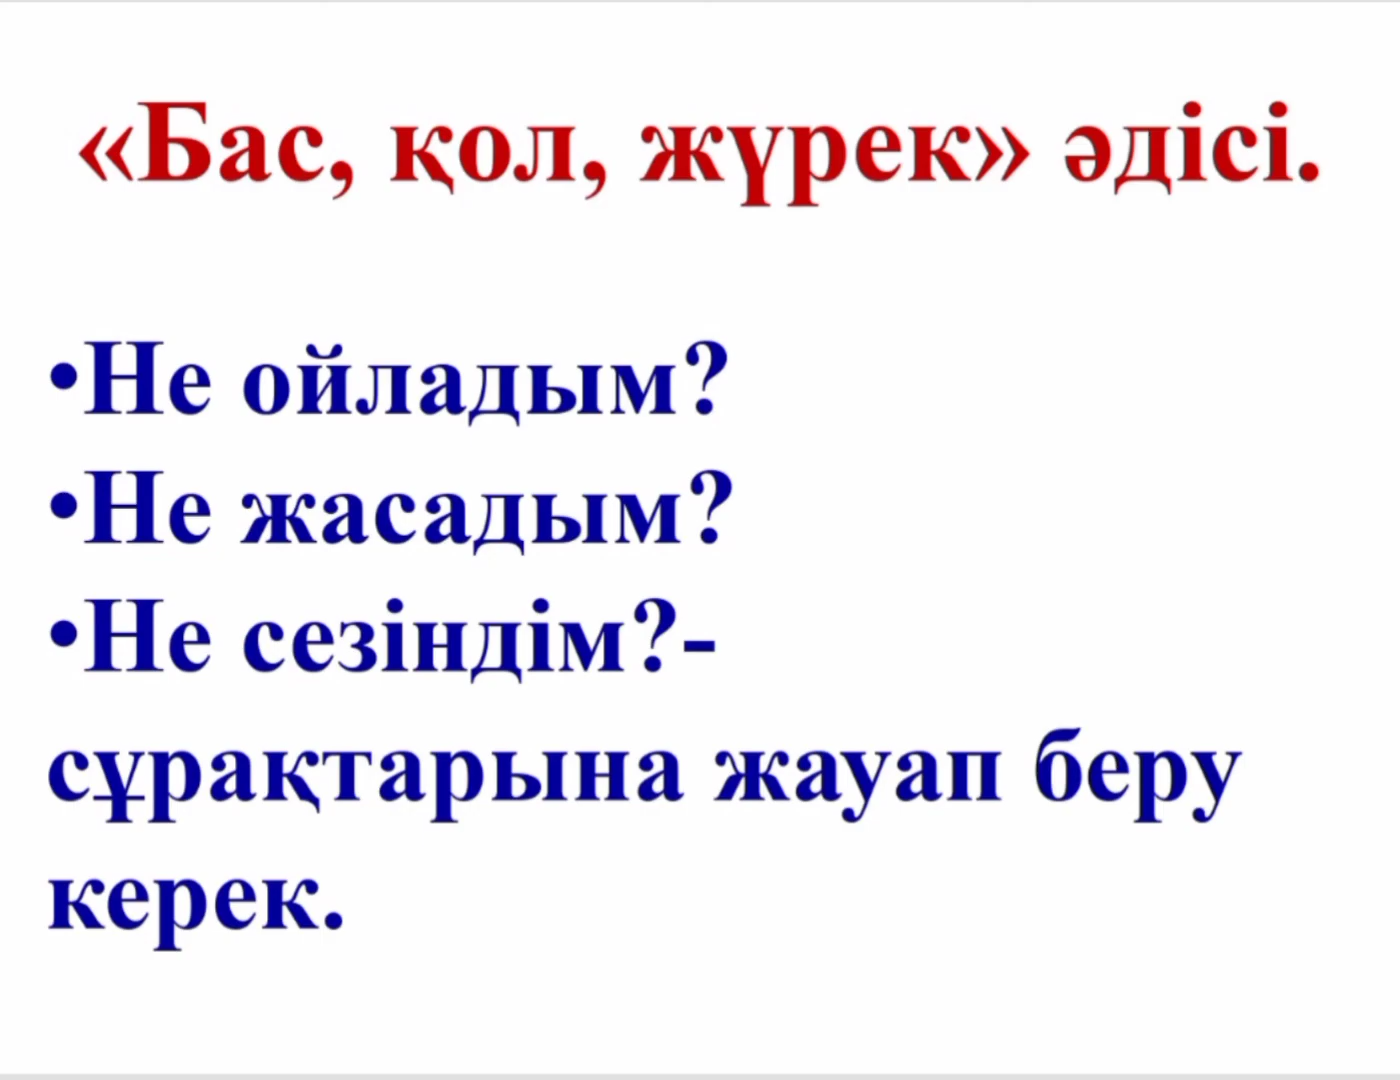 «Бас, қол, жүрек» әдісі.
•Не ойладым?
•Не жасадым?
•Не сезіндім?-
сұрақтарына жауап беру
керек.